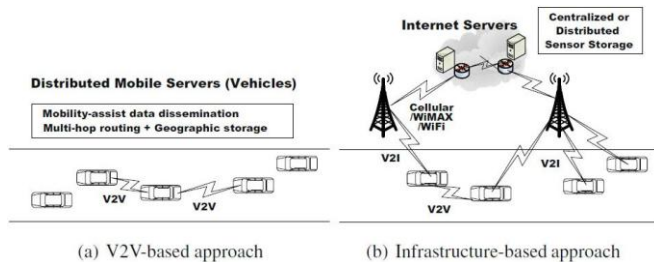 Distributed Mobile Servers (Vehicles)
Mobility-assist data dissemination
Multi-hop routing + Geographic storage
V2V
V2V
(a) V2V-based approach
Internet Servers
Centralized or
Distributed
Sensor Storage
Cellular
/WiMAX
/WiFi
V2I
V2I
V2V
(b) Infrastructure-based approach